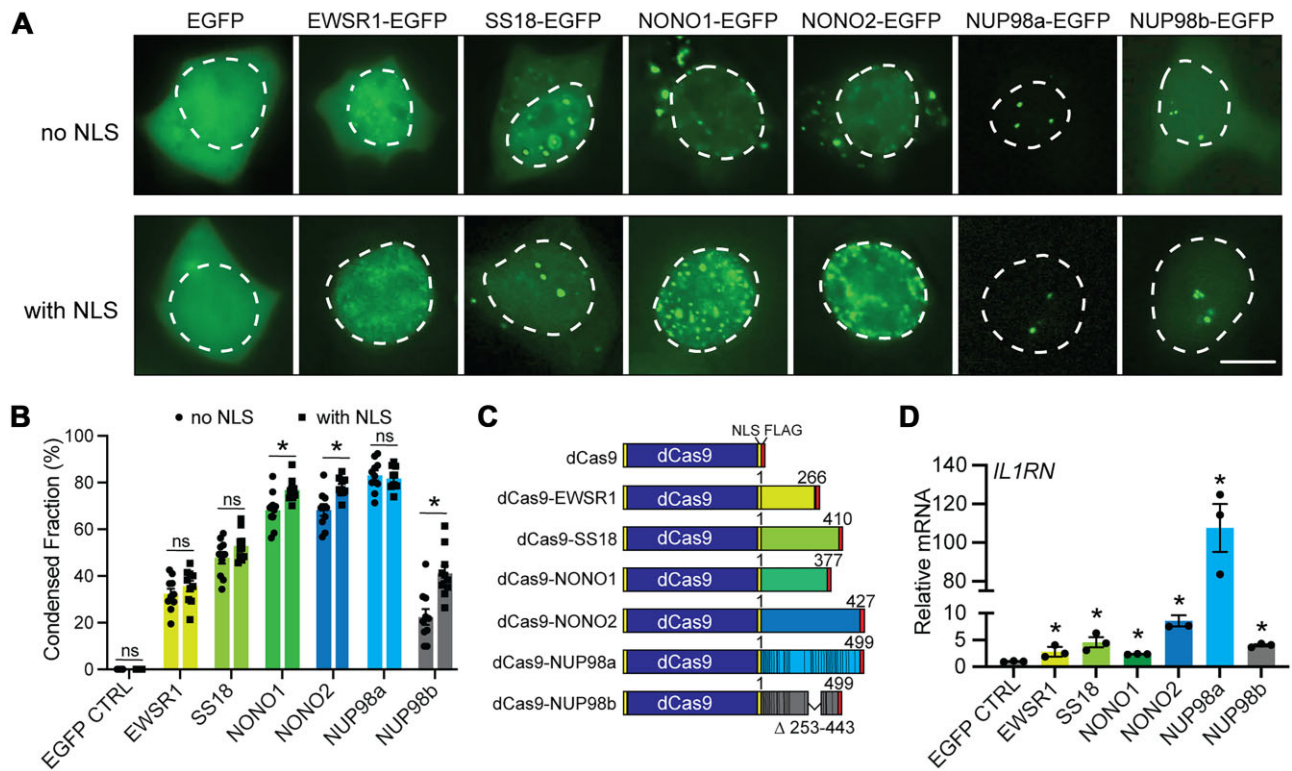 A
EGFP EWSR1-EGFP SS18-EGFP NONO1-EGFP NONO2-EGFP NUP98a-EGFP NUP98b-EGFP
no NLS
with NLS
B
no NLS with NLS
Condensed Fraction (%)
100
80
60
40
20
0
ns
ns
ns
*
*
ns
*
EGFP CTRL
EWSR1
SS18
NONO1
NONO2
NUP98a
NUP98b
C
NLS FLAG
dCas9 dCas9
1 266
dCas9-EWSR1 dCas9
1 410
dCas9-SS18 dCas9
1 377
dCas9-NONO1 dCas9
1 427
dCas9-NONO2 dCas9
1 499
dCas9-NUP98a dCas9
1 499
dCas9-NUP98b dCas9
Δ 253-443
D
IL1RN
Relative mRNA
140
120
100
80
10
5
0
*
*
*
*
*
*
EGFP CTRL
EWSR1
SS18
NONO1
NONO2
NUP98a
NUP98b